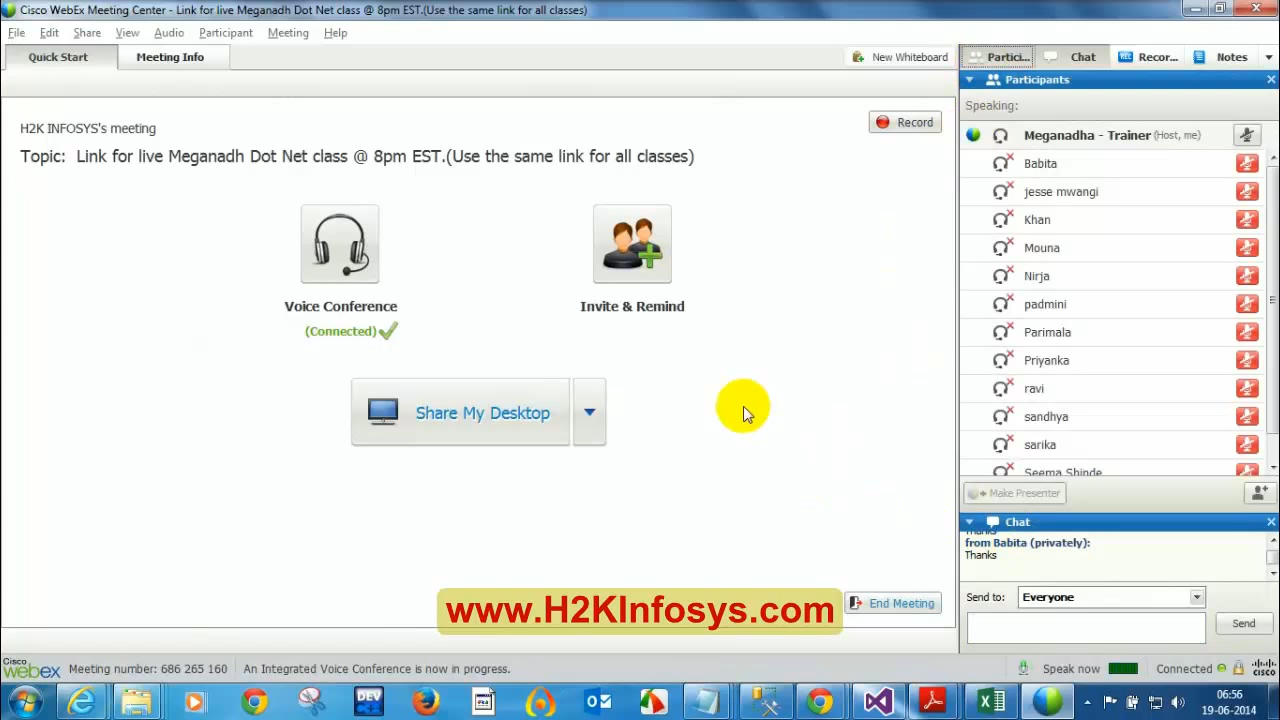 Cisco WebEx Meeting Center - Link for live Meganadh Dot Net class @ 8pm EST.(Use the same link for all classes)
File Edit Share View Audio Participant Meeting Help
Quick Start Meeting Info New Whiteboard
Partici... Chat Recor... Notes
Participants
Speaking:
H2K INFOSYS's meeting
Record
Topic: Link for live Meganadh Dot Net class @ 8pm EST.(Use the same link for all classes)
Voice Conference
(Connected)
Invite & Remind
Share My Desktop
Meganadha - Trainer (Host, me)
Babita
jesse mwangi
Khan
Mouna
Nirja
padmini
Parimala
Priyanka
ravi
sandhya
sarika
Seema Shinde
Make Presenter
Chat
Thanks
from Babita (privately):
Thanks
Send to: Everyone
Send
www.H2KInfosys.com
End Meeting
Cisco webex Meeting number: 686 265 160 An Integrated Voice Conference is now in progress.
Speak now Connected cisco
DEV
06:56
19-06-2014